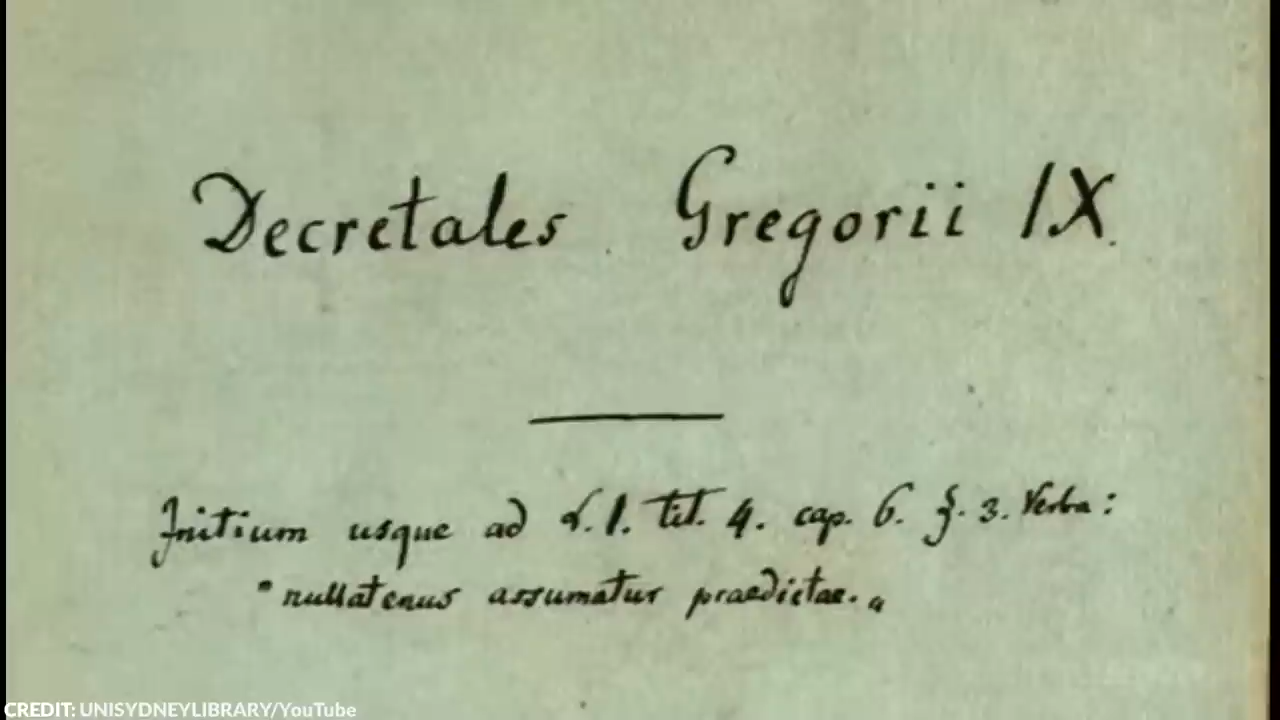 Decretales Gregorii IX.
Initium usque ad L. 1. tit. 4. cap. 6. §. 3. Verba:
"nullatenus assumatur praedictae."
CREDIT: UNISYDNEYLIBRARY/YouTube